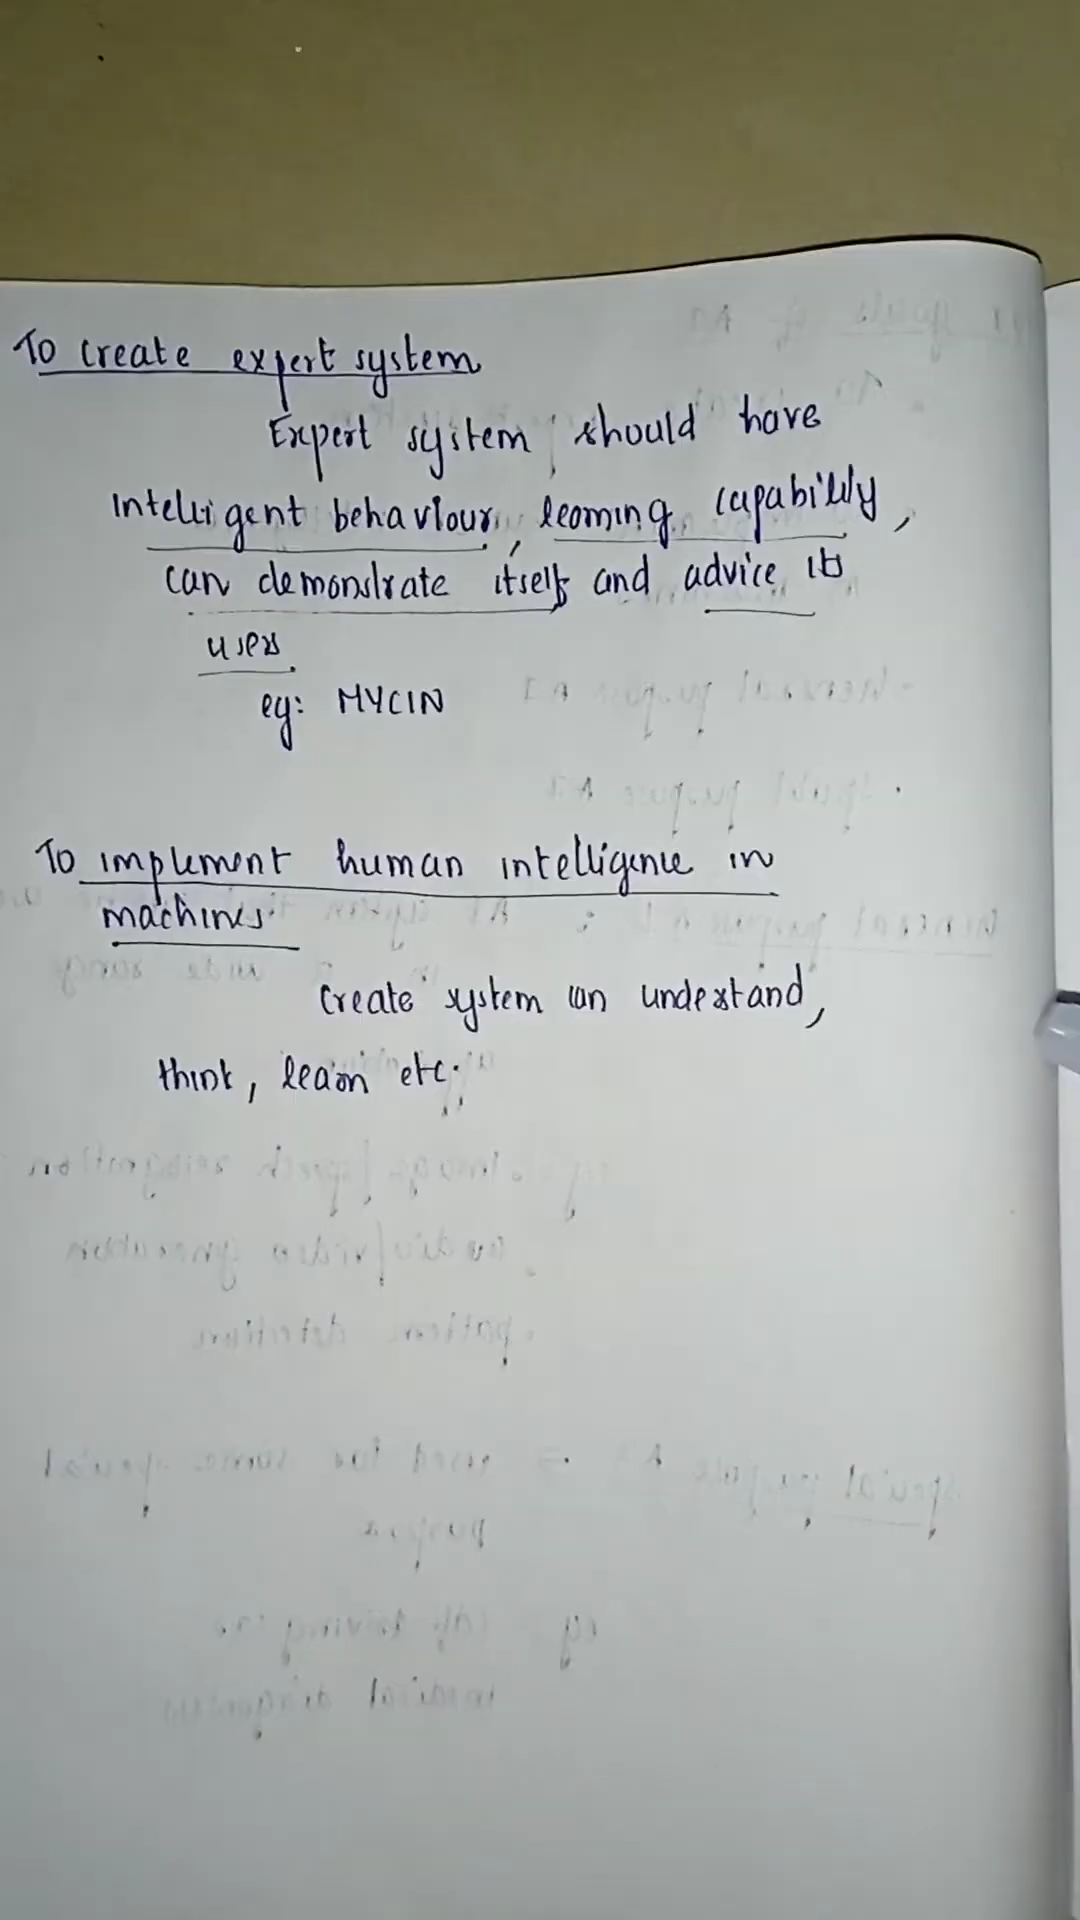 To create expert system
Expert system should have
Intelligent behaviour, learning capability,
can demonstrate itself and advice its
users
eg: MYCIN
To implement human intelligence in
machines.
Create system can understand,
think, learn etc.